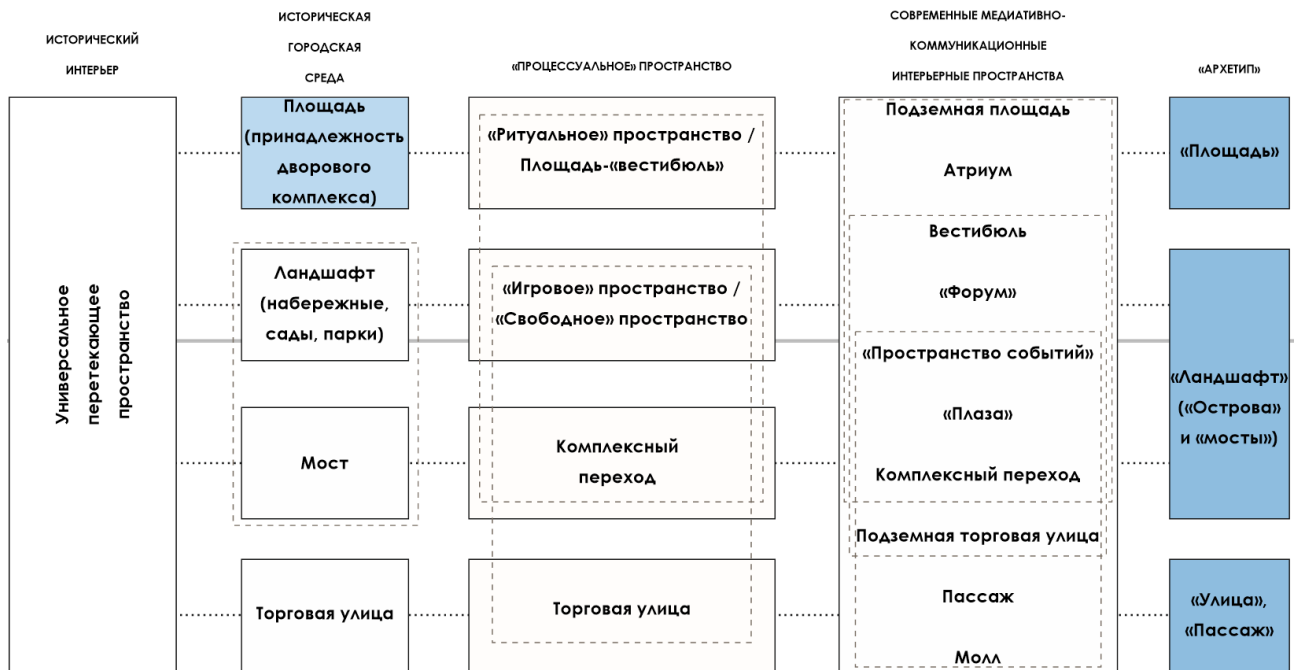 ИСТОРИЧЕСКИЙ
ИНТЕРЬЕР
ИСТОРИЧЕСКАЯ
ГОРОДСКАЯ
СРЕДА
«ПРОЦЕССУАЛЬНОЕ» ПРОСТРАНСТВО
СОВРЕМЕННЫЕ МЕДИАТИВНО-
КОММУНИКАЦИОННЫЕ
ИНТЕРЬЕРНЫЕ ПРОСТРАНСТВА
«АРХЕТИП»
Универсальное
перетекающее
пространство
Площадь
(принадлежность
дворового
комплекса)
Ландшафт
(набережные,
сады, парки)
Мост
Торговая улица
«Ритуальное» пространство /
Площадь-«вестибюль»
«Игровое» пространство /
«Свободное» пространство
Комплексный
переход
Торговая улица
Подземная площадь
Атриум
Вестибюль
«Форум»
«Пространство событий»
«Плаза»
Комплексный переход
Подземная торговая улица
Пассаж
Молл
«Площадь»
«Ландшафт»
(«Острова»
и «мосты»)
«Улица»,
«Пассаж»